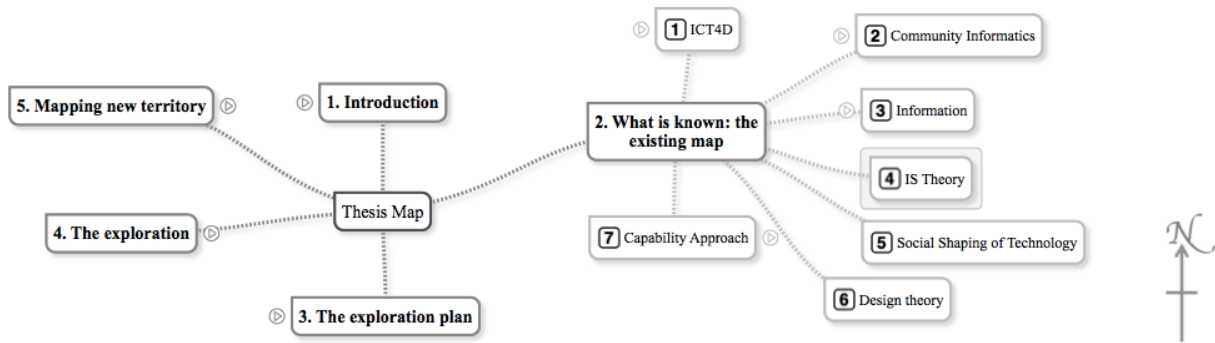 1 ICT4D
2 Community Informatics
5. Mapping new territory
1. Introduction
3 Information
2. What is known: the
existing map
4 IS Theory
Thesis Map
4. The exploration
7 Capability Approach
5 Social Shaping of Technology
N
6 Design theory
3. The exploration plan